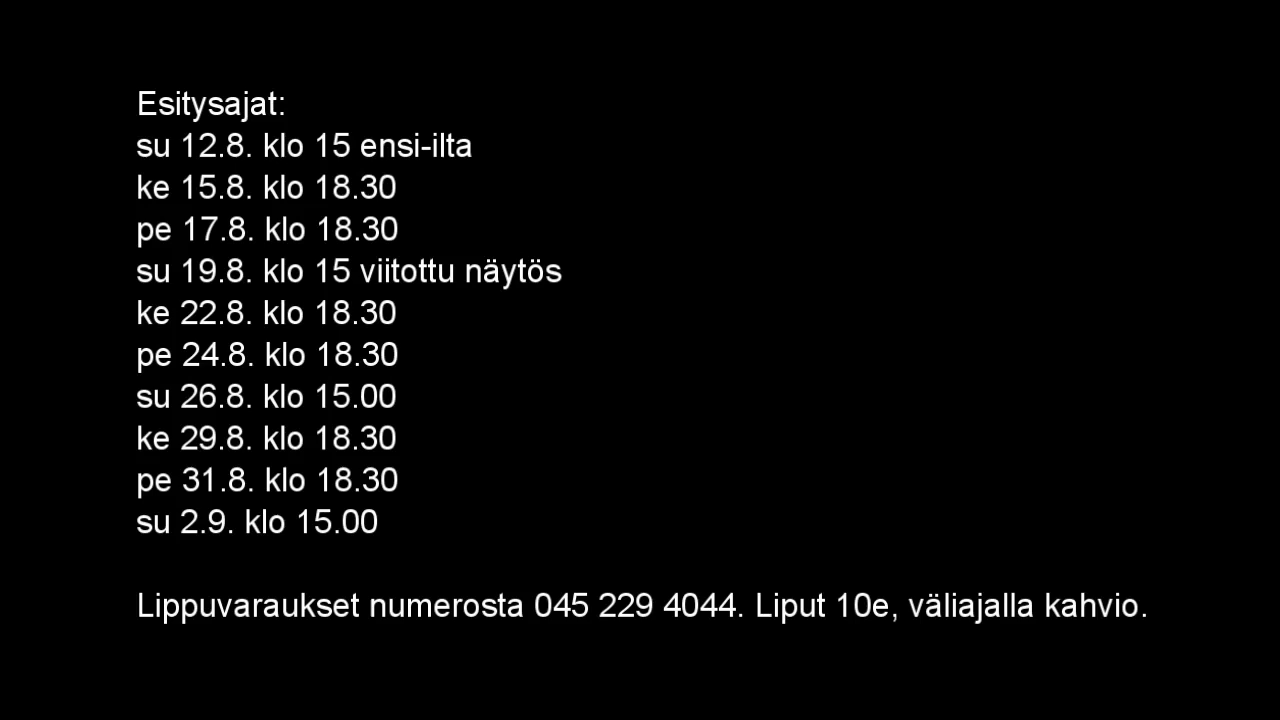 Esitysajat:
su 12.8. klo 15 ensi-ilta
ke 15.8. klo 18.30
pe 17.8. klo 18.30
su 19.8. klo 15 viitottu näytös
ke 22.8. klo 18.30
pe 24.8. klo 18.30
su 26.8. klo 15.00
ke 29.8. klo 18.30
pe 31.8. klo 18.30
su 2.9. klo 15.00
Lippuvaraukset numerosta 045 229 4044. Liput 10e, väliajalla kahvio.